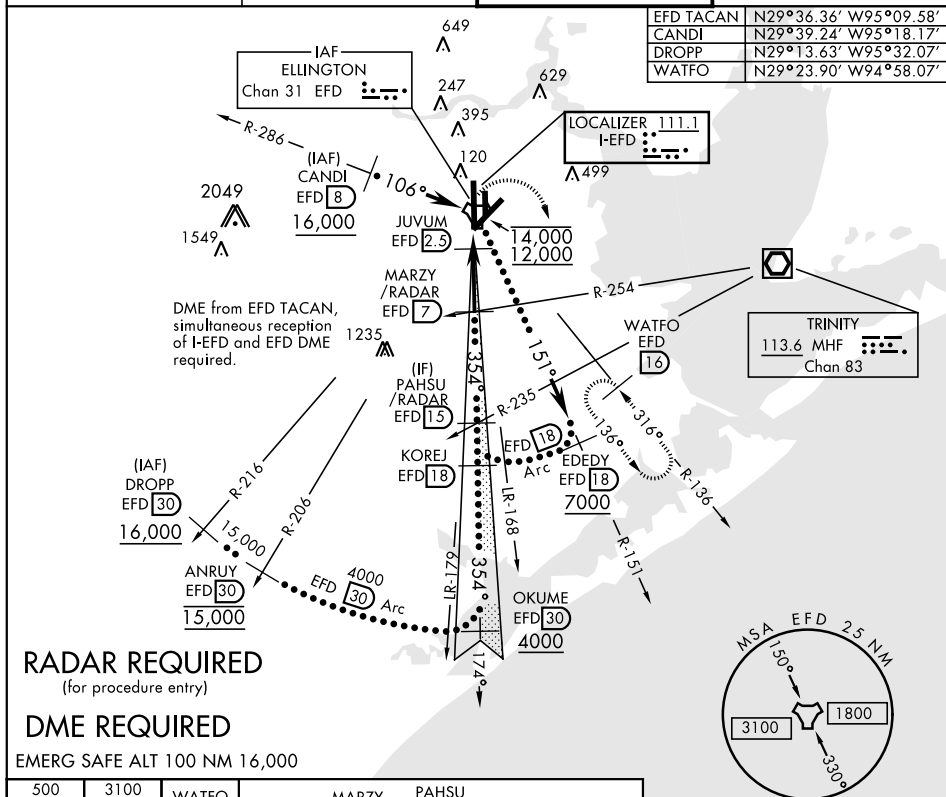 EFD TACAN N29°36.36′ W95°09.58′
CANDI N29°39.24′ W95°18.17′
DROPP N29°13.63′ W95°32.07′
WATFO N29°23.90′ W94°58.07′
649
IAF
ELLINGTON
Chan 31 EFD
247
629
395
LOCALIZER 111.1
I-EFD
R-286
120
499
(IAF)
CANDI
EFD 8
16,000
106°
2049
1549
JUVUM
EFD 2.5
14,000
12,000
MARZY
/RADAR
EFD 7
R-254
DME from EFD TACAN,
simultaneous reception
of I-EFD and EFD DME
required.
1235
WATFO
EFD
16
TRINITY
113.6 MHF
Chan 83
354°
151°
(IF)
PAHSU
/RADAR
EFD 15
R-235
316°
136°
KOREJ
EFD 18
EFD 18
Arc
EDEDY
EFD 18
7000
R-136
R-151
LR-168
LR-179
(IAF)
DROPP
EFD 30
16,000
R-216
R-206
15,000
ANRUY
EFD 30
15,000
4000
EFD 30 Arc
354°
OKUME
EFD 30
4000
174°
RADAR REQUIRED
(for procedure entry)
DME REQUIRED
EMERG SAFE ALT 100 NM 16,000
MSA EFD 25 NM
150°
3100
1800
330°
500 3100 WATFO MARZY PAHSU